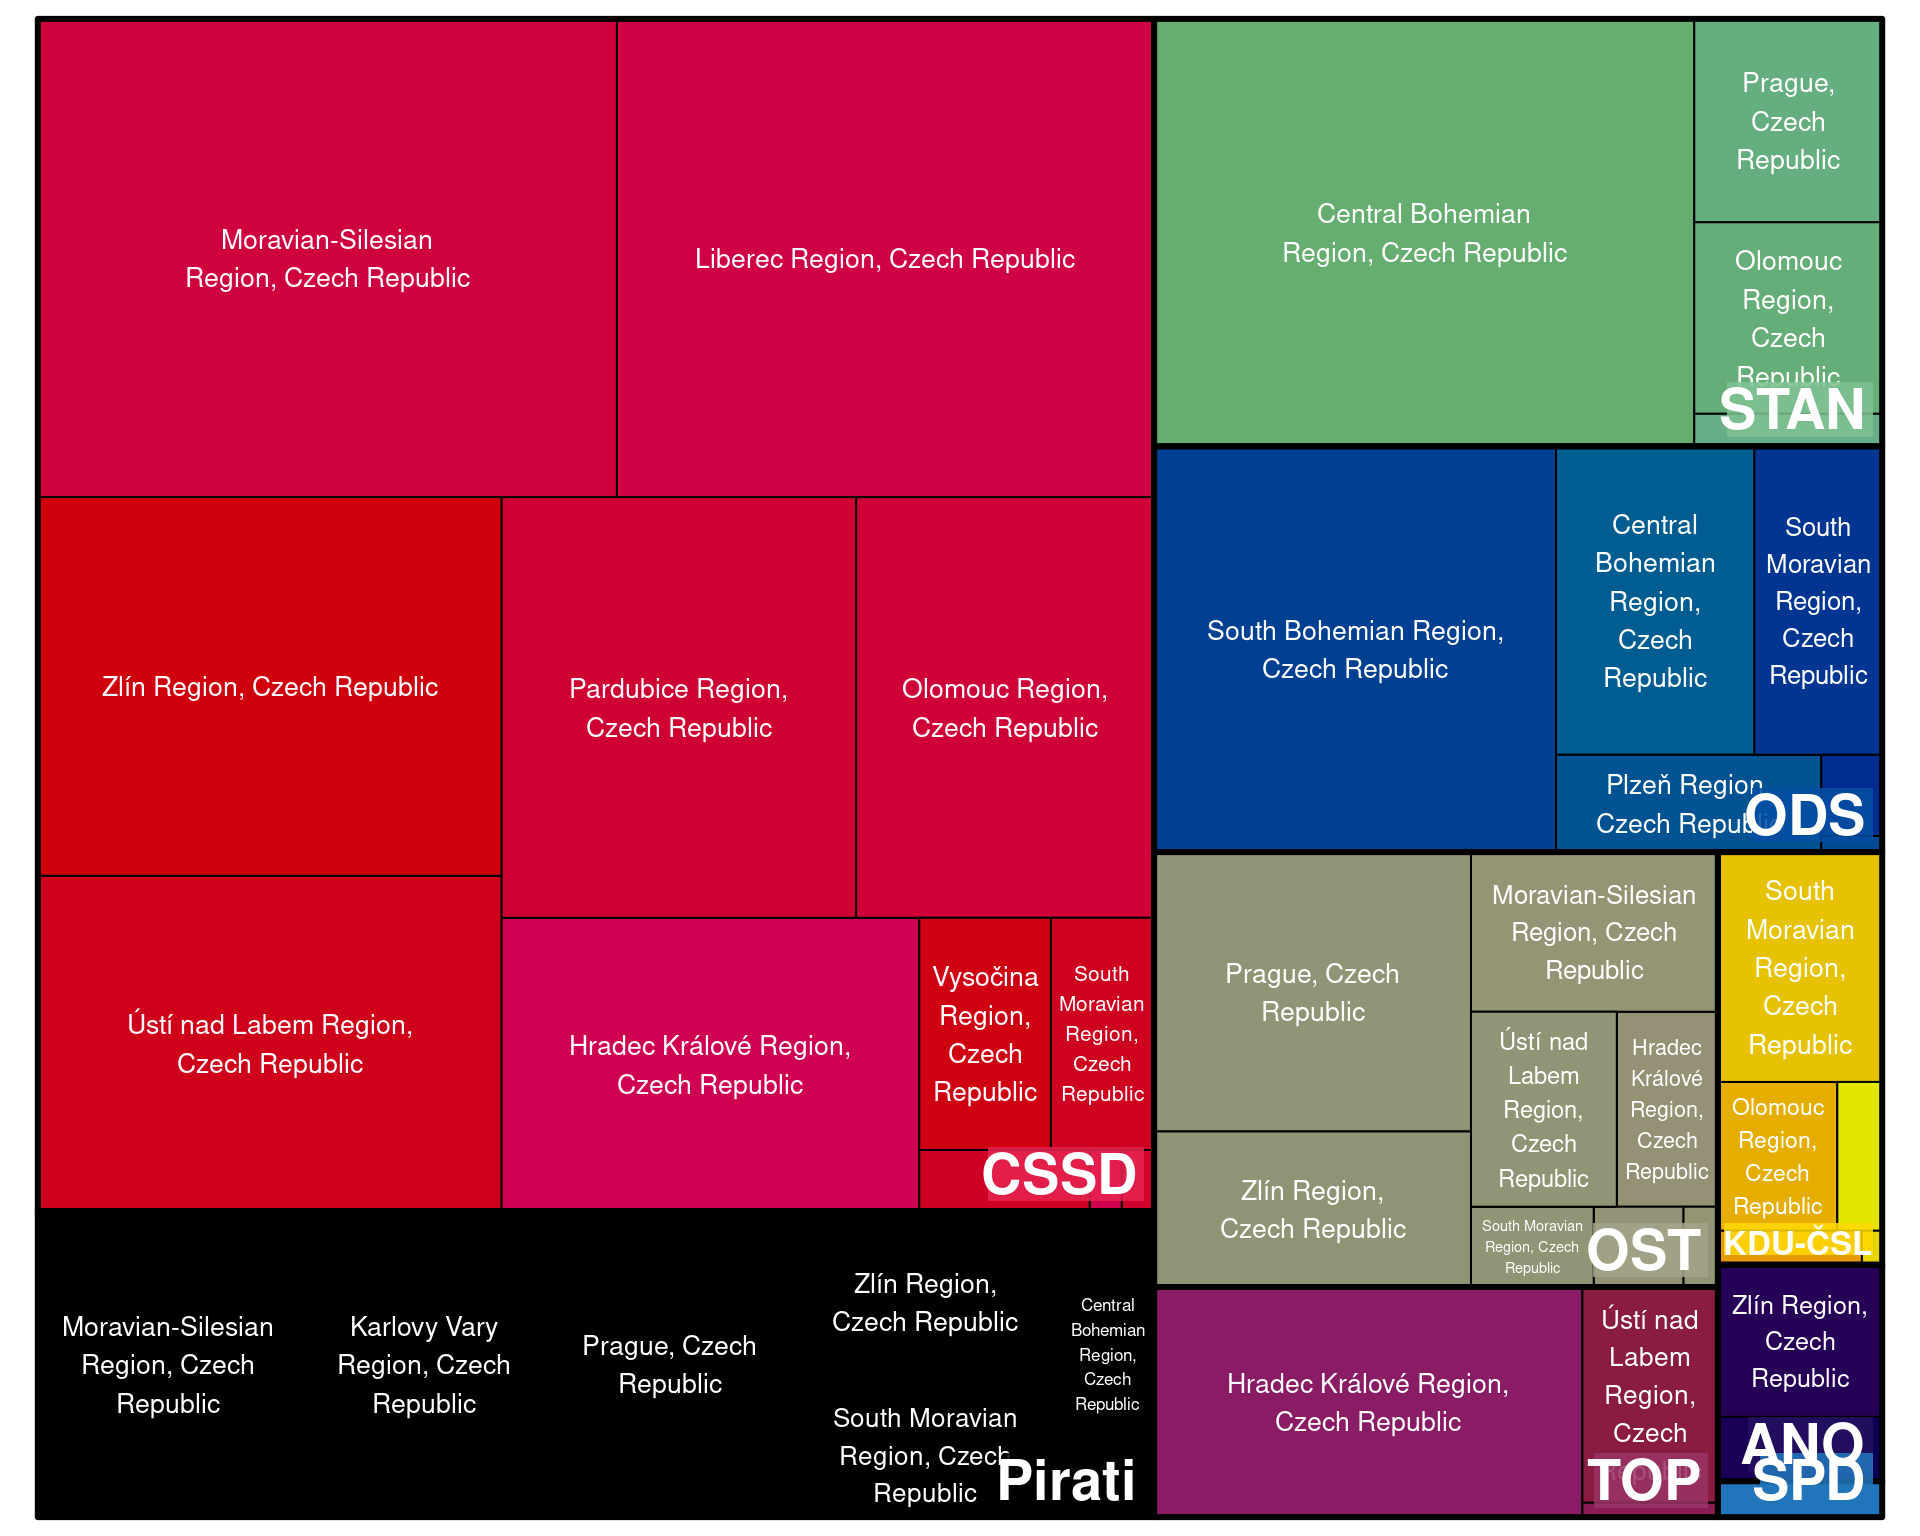 Moravian-Silesian
Region, Czech Republic
Liberec Region, Czech Republic
Zlín Region, Czech Republic
Pardubice Region,
Czech Republic
Olomouc Region,
Czech Republic
Ústí nad Labem Region,
Czech Republic
Hradec Králové Region,
Czech Republic
Vysočina
Region,
Czech
Republic
South
Moravian
Region,
Czech
Republic
CSSD
Moravian-Silesian
Region, Czech
Republic
Karlovy Vary
Region, Czech
Republic
Prague, Czech
Republic
Zlín Region,
Czech Republic
South Moravian
Region, Czech
Republic
Central
Bohemian
Region,
Czech
Republic
Pirati
Central Bohemian
Region, Czech Republic
Prague,
Czech
Republic
Olomouc
Region,
Czech
Republic
STAN
South Bohemian Region,
Czech Republic
Central
Bohemian
Region,
Czech
Republic
South
Moravian
Region,
Czech
Republic
Plzeň Region,
Czech Republic
ODS
Prague, Czech
Republic
Zlín Region,
Czech Republic
Moravian-Silesian
Region, Czech
Republic
Ústí nad
Labem
Region,
Czech
Republic
Hradec
Králové
Region,
Czech
Republic
South Moravian
Region, Czech
Republic
OST
South
Moravian
Region,
Czech
Republic
Olomouc
Region,
Czech
Republic
KDU-ČSL
Hradec Králové Region,
Czech Republic
Ústí nad
Labem
Region,
Czech
Republic
TOP
Zlín Region,
Czech
Republic
ANO
SPD